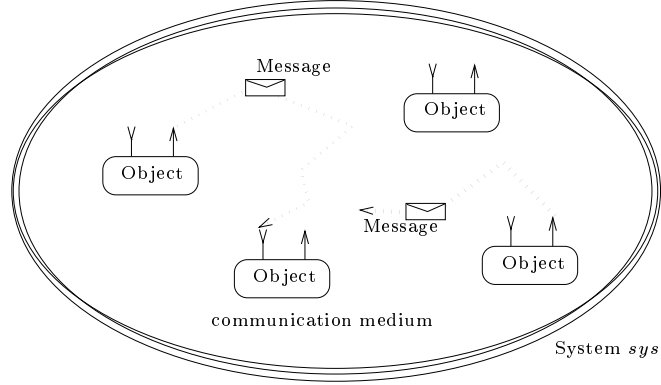 Message
Object
Object
Message
Object
Object
communication medium
System sys